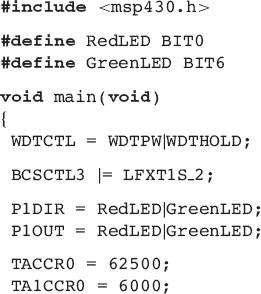 #include <msp430.h>
#define RedLED BIT0
#define GreenLED BIT6
void main(void)
{
WDTCTL = WDTPW|WDTHOLD;
BCSCTL3 |= LFXT1S_2;
P1DIR = RedLED|GreenLED;
P1OUT = RedLED|GreenLED;
TACCR0 = 62500;
TA1CCR0 = 6000;